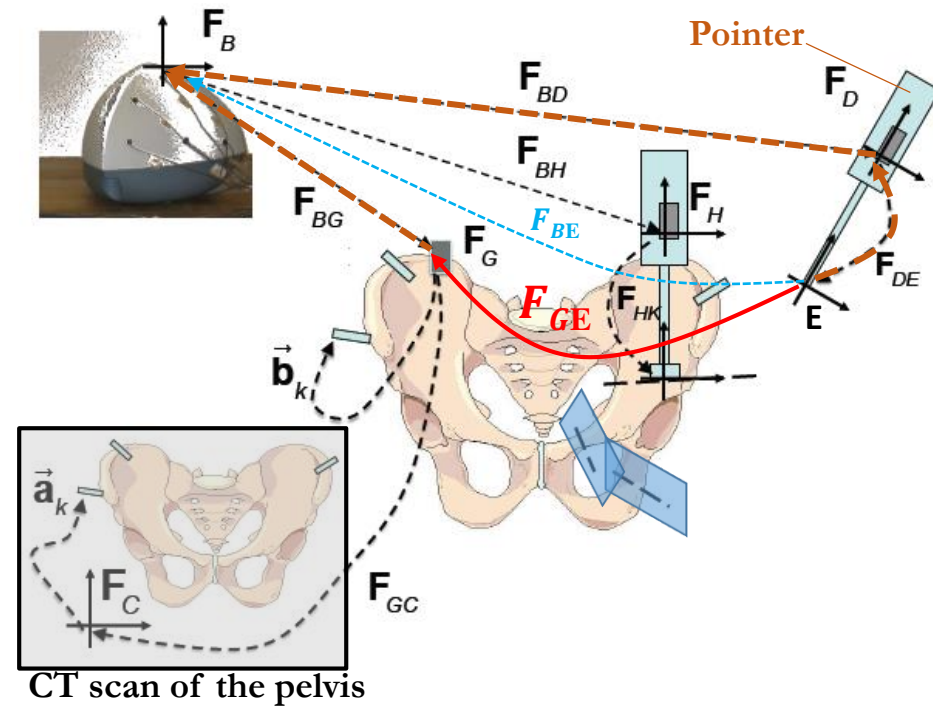 F_B
Pointer
F_D
F_BD
F_BH
F_H
F_BG
F_BE
F_G
F_DE
F_HK
E
F_GE
b_k
a_k
F_C
F_GC
CT scan of the pelvis